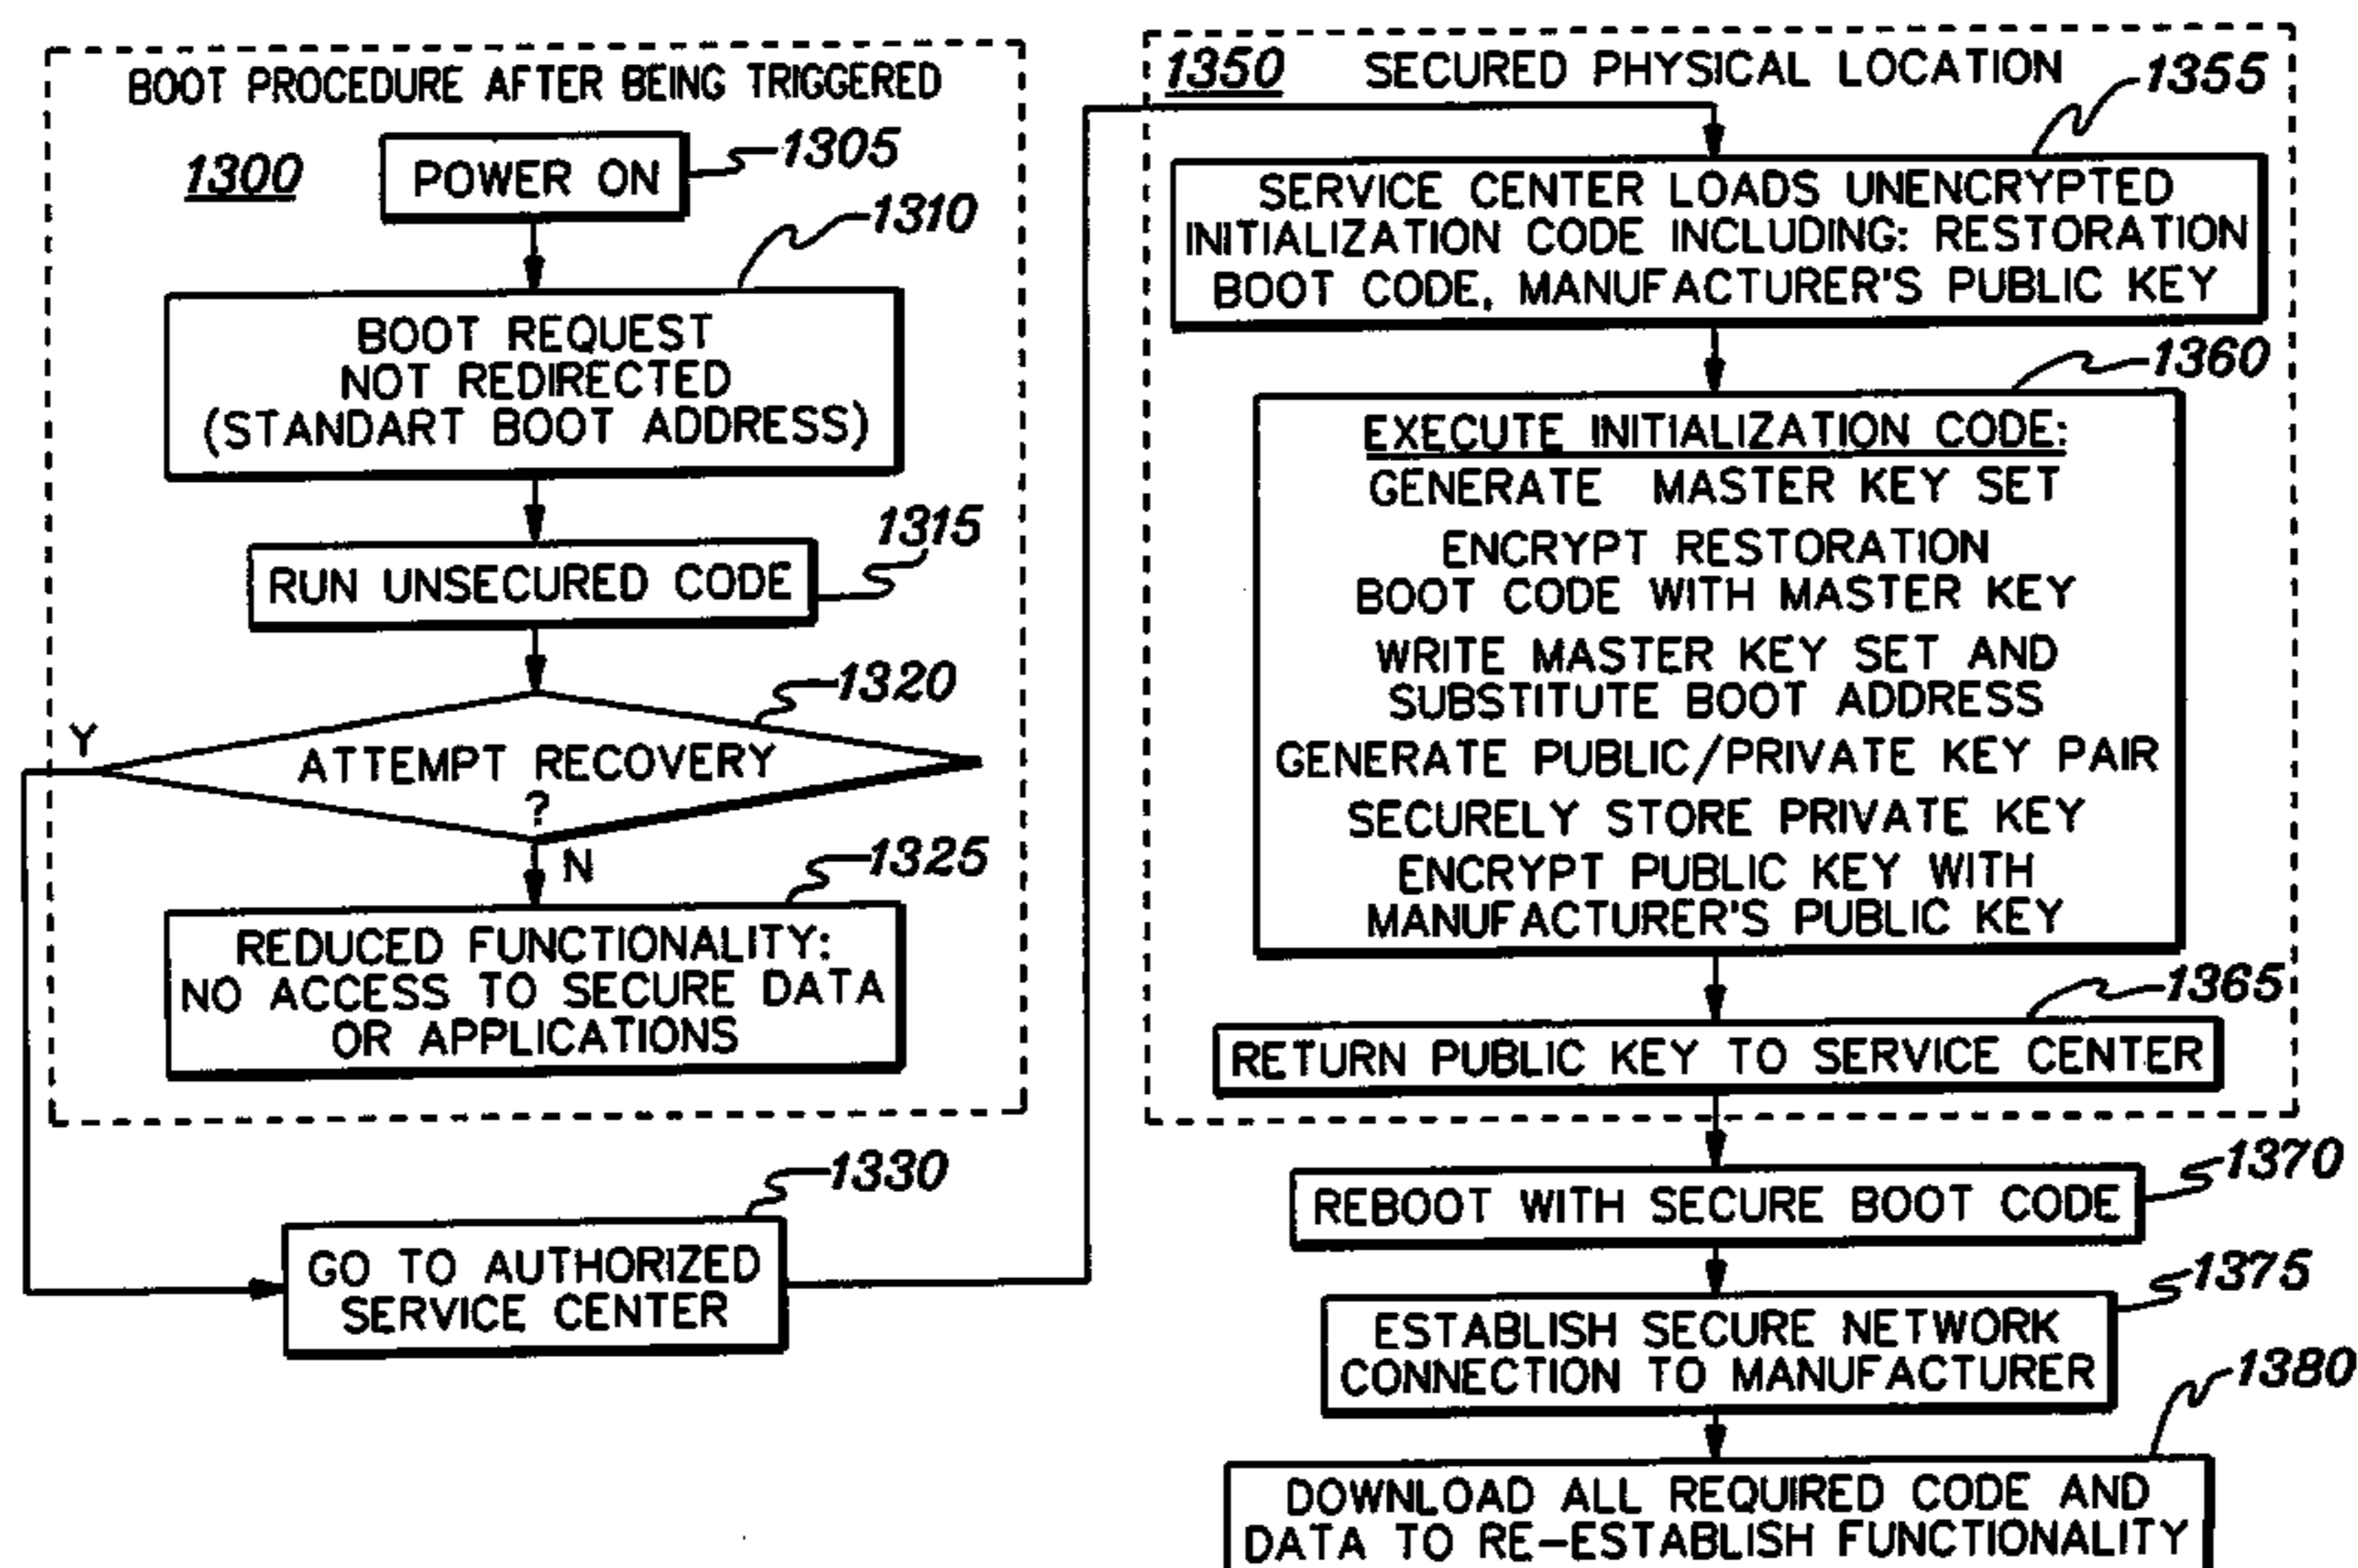 BOOT PROCEDURE AFTER BEING TRIGGERED
1300
POWER ON
1305
1310
BOOT REQUEST
NOT REDIRECTED
(STANDART BOOT ADDRESS)
1315
RUN UNSECURED CODE
1320
Y
ATTEMPT RECOVERY
?
N
1325
REDUCED FUNCTIONALITY:
NO ACCESS TO SECURE DATA
OR APPLICATIONS
1330
GO TO AUTHORIZED
SERVICE CENTER
1350
SECURED PHYSICAL LOCATION
1355
SERVICE CENTER LOADS UNENCRYPTED
INITIALIZATION CODE INCLUDING: RESTORATION
BOOT CODE, MANUFACTURER'S PUBLIC KEY
1360
EXECUTE INITIALIZATION CODE:
GENERATE MASTER KEY SET
ENCRYPT RESTORATION
BOOT CODE WITH MASTER KEY
WRITE MASTER KEY SET AND
SUBSTITUTE BOOT ADDRESS
GENERATE PUBLIC/PRIVATE KEY PAIR
SECURELY STORE PRIVATE KEY
ENCRYPT PUBLIC KEY WITH
MANUFACTURER'S PUBLIC KEY
1365
RETURN PUBLIC KEY TO SERVICE CENTER
1370
REBOOT WITH SECURE BOOT CODE
1375
ESTABLISH SECURE NETWORK
CONNECTION TO MANUFACTURER
1380
DOWNLOAD ALL REQUIRED CODE AND
DATA TO RE-ESTABLISH FUNCTIONALITY